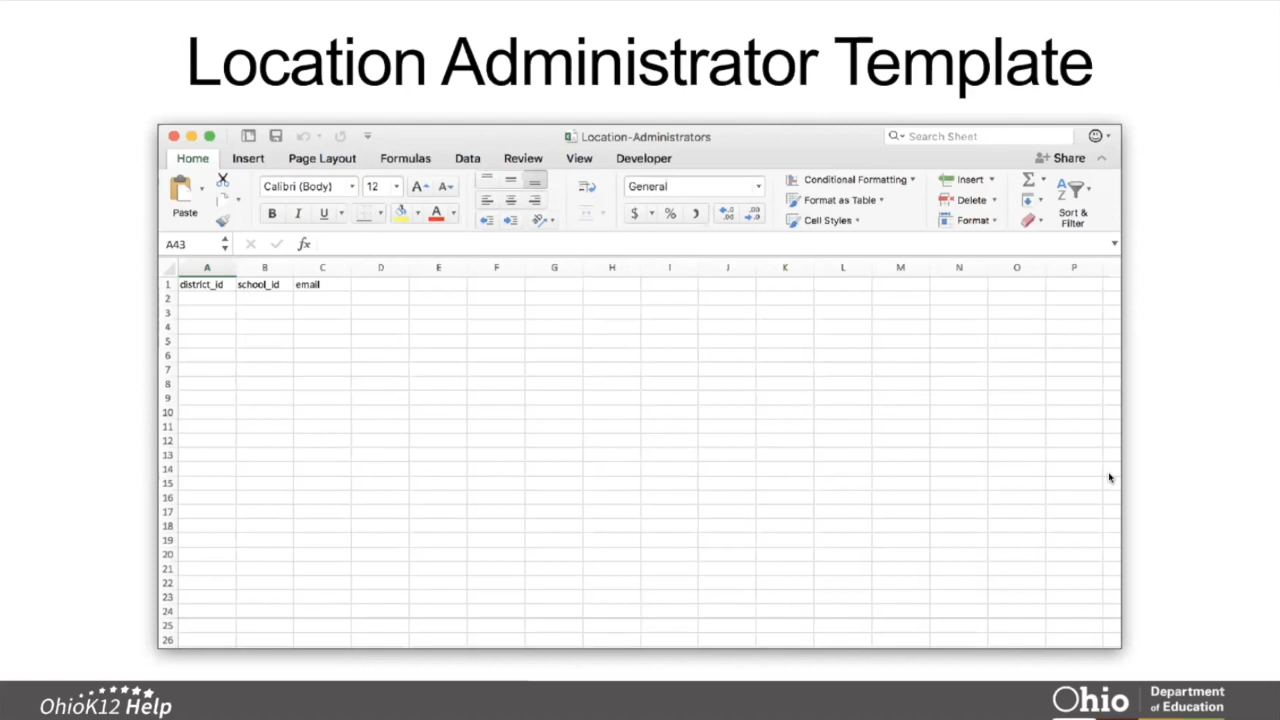 Location Administrator Template
Location-Administrators
Search Sheet
Home Insert Page Layout Formulas Data Review View Developer
Share
Paste
Calibri (Body) 12 A A
B I U A
General
$ %
Conditional Formatting
Format as Table
Cell Styles
Insert
Delete
Format
Sort &
Filter
A43 fx
A B C D E F G H I J K L M N O P
1 district_id school_id email
2
3
4
5
6
7
8
9
10
11
12
13
14
15
16
17
18
19
20
21
22
23
24
25
26
OhioK12 Help
Ohio
Department
of Education